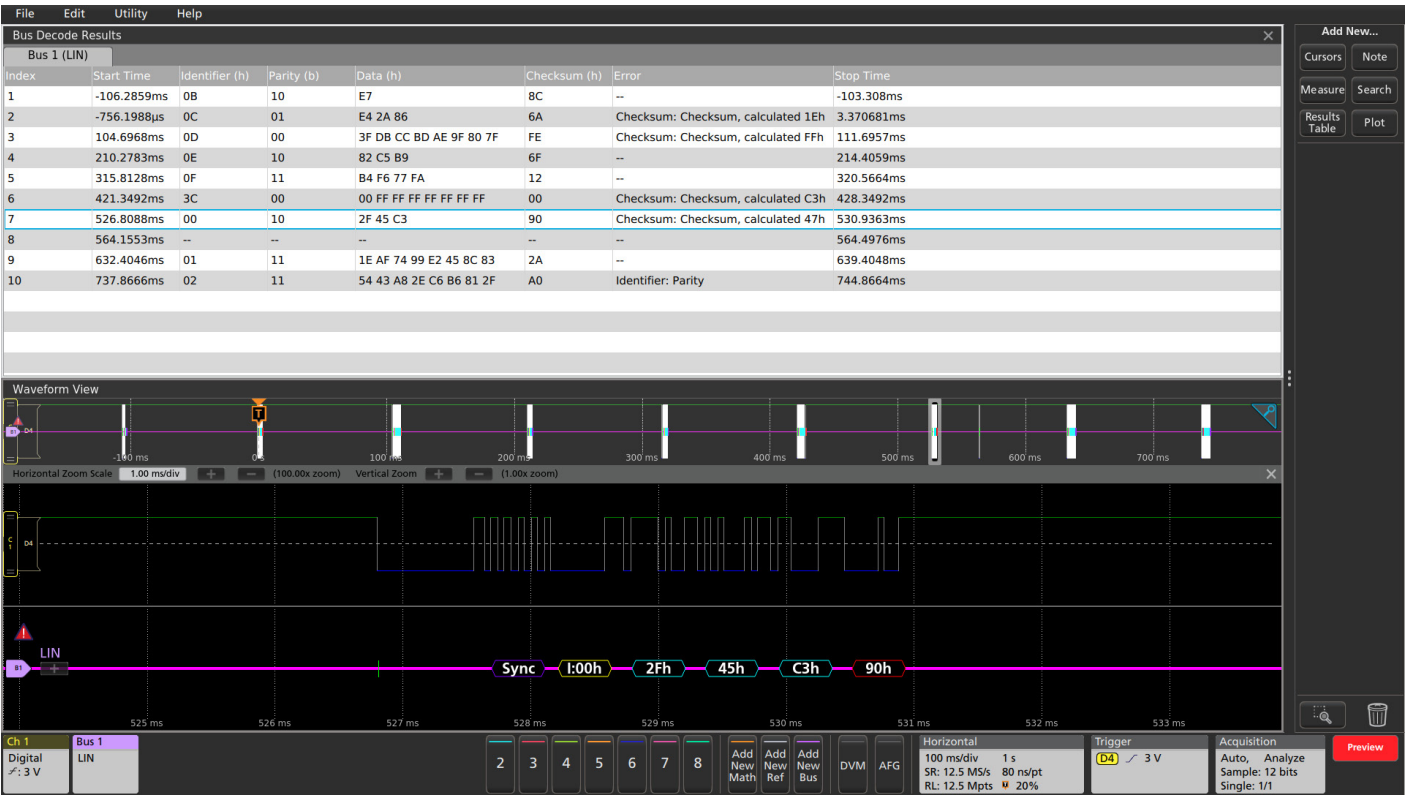 File Edit Utility Help
Bus Decode Results
Bus 1 (LIN)
Index Start Time Identifier (h) Parity (b) Data (h) Checksum (h) Error Stop Time
1 -106.2859ms 0B 10 E7 8C -- -103.308ms
2 -756.1988µs 0C 01 E4 2A 86 6A Checksum: Checksum, calculated 1Eh 3.370681ms
3 104.6968ms 0D 00 3F DB CC BD AE 9F 80 7F FE Checksum: Checksum, calculated FFh 111.6957ms
4 210.2783ms 0E 10 82 C5 B9 6F -- 214.4059ms
5 315.8128ms 0F 11 B4 F6 77 FA 12 -- 320.5664ms
6 421.3492ms 3C 00 00 FF FF FF FF FF FF FF 00 Checksum: Checksum, calculated C3h 428.3492ms
7 526.8088ms 00 10 2F 45 C3 90 Checksum: Checksum, calculated 47h 530.9363ms
8 564.1553ms -- -- -- -- -- 564.4976ms
9 632.4046ms 01 11 1E AF 74 99 E2 45 8C 83 2A -- 639.4048ms
10 737.8666ms 02 11 54 43 A8 2E C6 B6 81 2F A0 Identifier: Parity 744.8664ms
Add New...
Cursors Note
Measure Search
Results Table Plot
Waveform View
T
B1 D4
-100 ms 0 s 100 ms 200 ms 300 ms 400 ms 500 ms 600 ms 700 ms
Horizontal Zoom Scale 1.00 ms/div + - (100.00x zoom) Vertical Zoom + - (1.00x zoom)
C 1 D4
LIN
B1 + Sync I:00h 2Fh 45h C3h 90h
525 ms 526 ms 527 ms 528 ms 529 ms 530 ms 531 ms 532 ms 533 ms
Ch 1
Digital
: 3 V
Bus 1
LIN
2 3 4 5 6 7 8
Add New Math
Add New Ref
Add New Bus
DVM AFG
Horizontal
100 ms/div 1 s
SR: 12.5 MS/s 80 ns/pt
RL: 12.5 Mpts 20%
Trigger
D4 3 V
Acquisition
Auto, Analyze
Sample: 12 bits
Single: 1/1
Preview